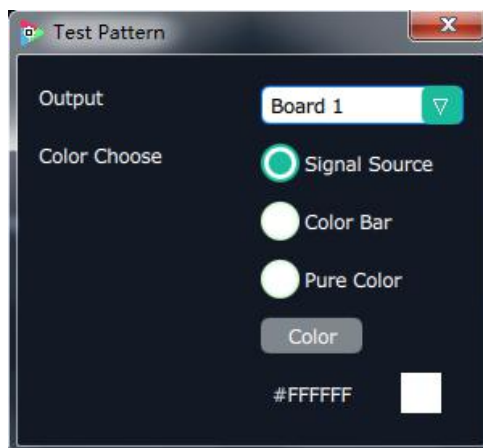 Test Pattern
Output
Board 1
Color Choose
Signal Source
Color Bar
Pure Color
Color
#FFFFFF